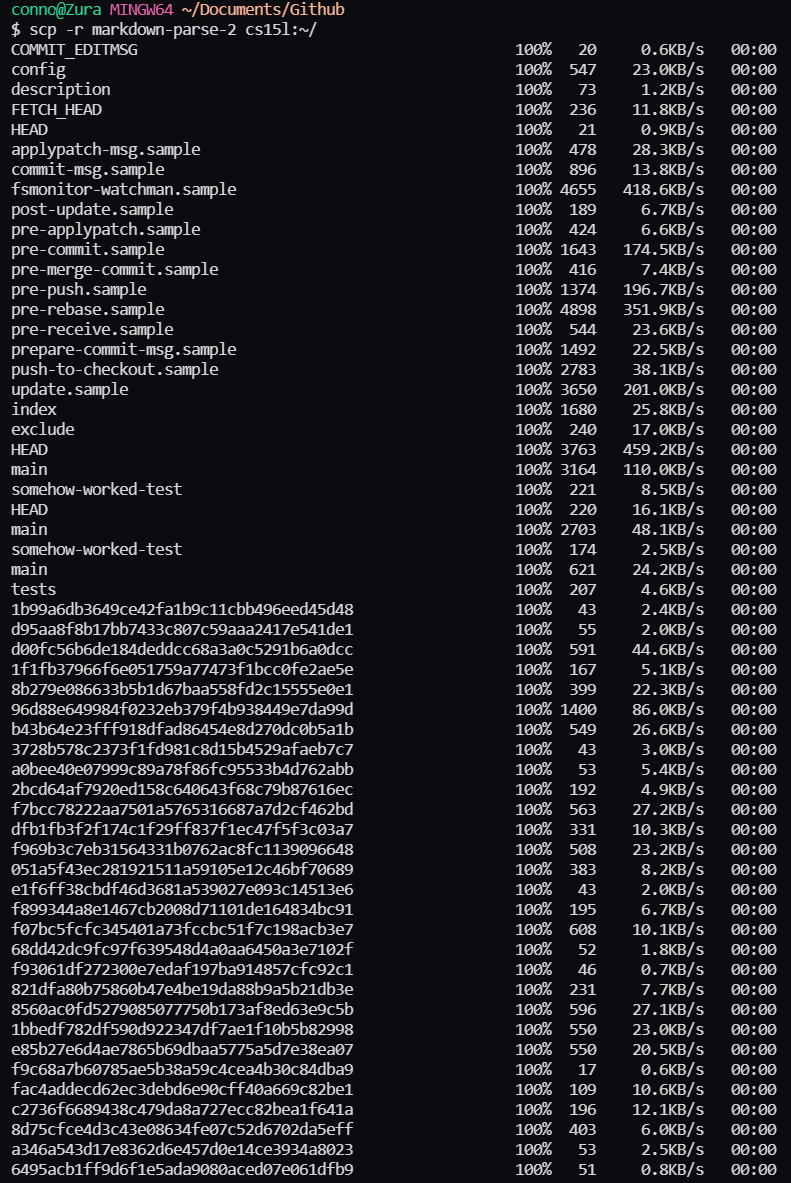 conno@Zura MINGW64 ~/Documents/Github
$ scp -r markdown-parse-2 cs15l:~/
COMMIT_EDITMSG 100% 20 0.6KB/s 00:00
config 100% 547 23.0KB/s 00:00
description 100% 73 1.2KB/s 00:00
FETCH_HEAD 100% 236 11.8KB/s 00:00
HEAD 100% 21 0.9KB/s 00:00
applypatch-msg.sample 100% 478 28.3KB/s 00:00
commit-msg.sample 100% 896 13.8KB/s 00:00
fsmonitor-watchman.sample 100% 4655 418.6KB/s 00:00
post-update.sample 100% 189 6.7KB/s 00:00
pre-applypatch.sample 100% 424 6.6KB/s 00:00
pre-commit.sample 100% 1643 174.5KB/s 00:00
pre-merge-commit.sample 100% 416 7.4KB/s 00:00
pre-push.sample 100% 1374 196.7KB/s 00:00
pre-rebase.sample 100% 4898 351.9KB/s 00:00
pre-receive.sample 100% 544 23.6KB/s 00:00
prepare-commit-msg.sample 100% 1492 22.5KB/s 00:00
push-to-checkout.sample 100% 2783 38.1KB/s 00:00
update.sample 100% 3650 201.0KB/s 00:00
index 100% 1680 25.8KB/s 00:00
exclude 100% 240 17.0KB/s 00:00
HEAD 100% 3763 459.2KB/s 00:00
main 100% 3164 110.0KB/s 00:00
somehow-worked-test 100% 221 8.5KB/s 00:00
HEAD 100% 220 16.1KB/s 00:00
main 100% 2703 48.1KB/s 00:00
somehow-worked-test 100% 174 2.5KB/s 00:00
main 100% 621 24.2KB/s 00:00
tests 100% 207 4.6KB/s 00:00
1b99a6db3649ce42fa1b9c11cbb496eed45d48 100% 43 2.4KB/s 00:00
d95aa8f8b17bb7433c807c59aaa2417e541de1 100% 55 2.0KB/s 00:00
d00fc56b6de184deddcc68a3a0c5291b6a0dcc 100% 591 44.6KB/s 00:00
1f1fb37966f6e051759a77473f1bcc0fe2ae5e 100% 167 5.1KB/s 00:00
8b279e086633b5b1d67baa558fd2c15555e0e1 100% 399 22.3KB/s 00:00
96d88e649984f0232eb379f4b938449e7da99d 100% 1400 86.0KB/s 00:00
b43b64e23fff918dfad86454e8d270dc0b5a1b 100% 549 26.6KB/s 00:00
3728b578c2373f1fd981c8d15b4529afaeb7c7 100% 43 3.0KB/s 00:00
a0bee40e07999c89a78f86fc95533b4d762abb 100% 53 5.4KB/s 00:00
2bcd64af7920ed158c640643f68c79b87616ec 100% 192 4.9KB/s 00:00
f7bcc78222aa7501a5765316687a7d2cf462bd 100% 563 27.2KB/s 00:00
dfb1fb3f2f174c1f29ff837f1ec47f5f3c03a7 100% 331 10.3KB/s 00:00
f969b3c7eb31564331b0762ac8fc1139096648 100% 508 23.2KB/s 00:00
051a5f43ec281921511a59105e12c46bf70689 100% 383 8.2KB/s 00:00
e1f6ff38cbdf46d3681a539027e093c14513e6 100% 43 2.0KB/s 00:00
f899344a8e1467cb2008d71101de164834bc91 100% 195 6.7KB/s 00:00
f07bc5fcfc345401a73fccbc51f7c198acb3e7 100% 608 10.1KB/s 00:00
68dd42dc9fc97f639548d4a0aa6450a3e7102f 100% 52 1.8KB/s 00:00
f93061df272300e7edaf197ba914857cfc92c1 100% 46 0.7KB/s 00:00
821dfa80b75860b47e4be19da88b9a5b21db3e 100% 231 7.7KB/s 00:00
8560ac0fd5279085077750b173af8ed63e9c5b 100% 596 27.1KB/s 00:00
1bbedf782df590d922347df7ae1f10b5b82998 100% 550 23.0KB/s 00:00
e85b27e6d4ae7865b69dbaa5775a5d7e38ea07 100% 550 20.5KB/s 00:00
f9c68a7b60785ae5b38a59c4cea4b30c84dba9 100% 17 0.6KB/s 00:00
fac4addecd62ec3debd6e90cff40a669c82be1 100% 109 10.6KB/s 00:00
c2736f6689438c479da8a727ecc82bea1f641a 100% 196 12.1KB/s 00:00
8d75cfce4d3c43e08634fe07c52d6702da5eff 100% 403 6.0KB/s 00:00
a346a543d17e8362d6e457d0e14ce3934a8023 100% 53 2.5KB/s 00:00
6495acb1ff9d6f1e5ada9080aced07e061dfb9 100% 51 0.8KB/s 00:00